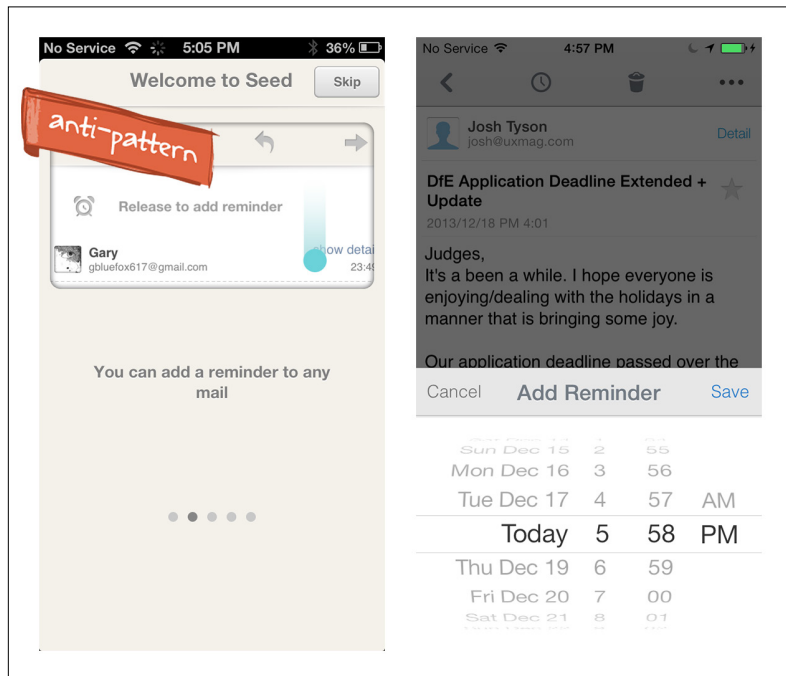 No Service 5:05 PM 36%
Welcome to Seed Skip
anti-pattern
Release to add reminder
Gary
show detai
gbluefox617@gmail.com 23:49
You can add a reminder to any
mail
No Service 4:57 PM
Josh Tyson
josh@uxmag.com
Detail
DfE Application Deadline Extended +
Update
2013/12/18 PM 4:01
Judges,
It's a been a while. I hope everyone is
enjoying/dealing with the holidays in a
manner that is bringing some joy.
Our application deadline passed over the
Cancel Add Reminder Save
Sun Dec 15 2 55
Mon Dec 16 3 56
Tue Dec 17 4 57 AM
Today 5 58 PM
Thu Dec 19 6 59
Fri Dec 20 7 00
Sat Dec 21 8 01